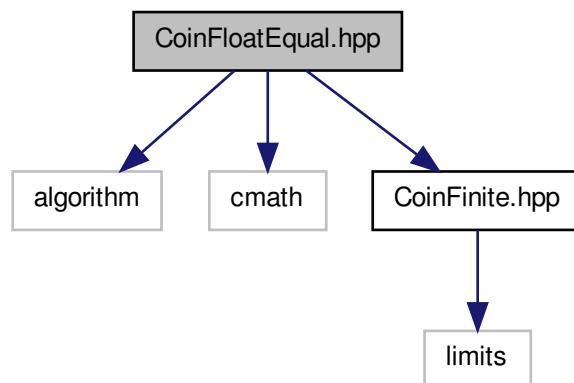 CoinFloatEqual.hpp
algorithm
cmath
CoinFinite.hpp
limits